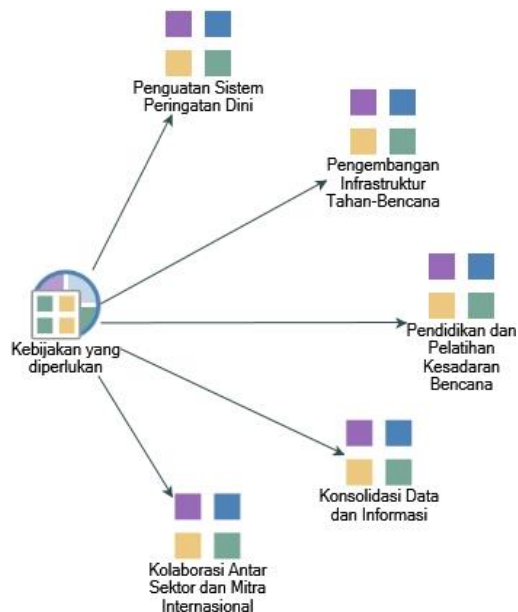 Penguatan Sistem
Peringatan Dini
Pengembangan
Infrastruktur
Tahan-Bencana
Pendidikan dan
Pelatihan
Kesadaran
Bencana
Kebijakan yang
diperlukan
Konsolidasi Data
dan Informasi
Kolaborasi Antar
Sektor dan Mitra
Internasional